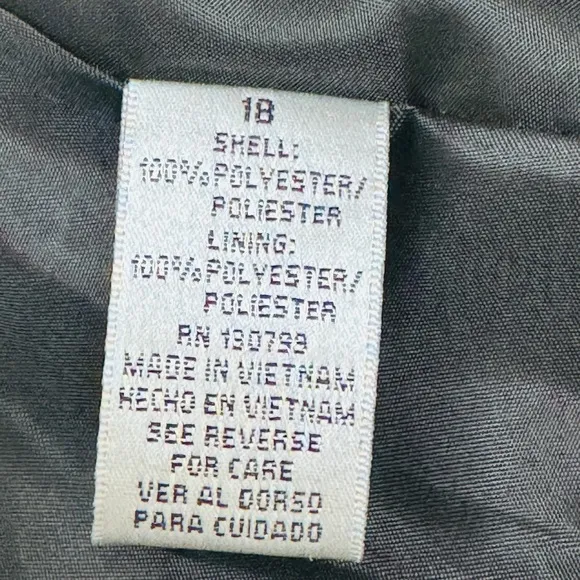 18
SHELL:
100%POLYESTER/
POLIESTER
LINING:
100%POLYESTER/
POLIESTER
RN 130799
MADE IN VIETNAM
HECHO EN VIETNAM
SEE REVERSE
FOR CARE
VER AL DORSO
PARA CUIDADO